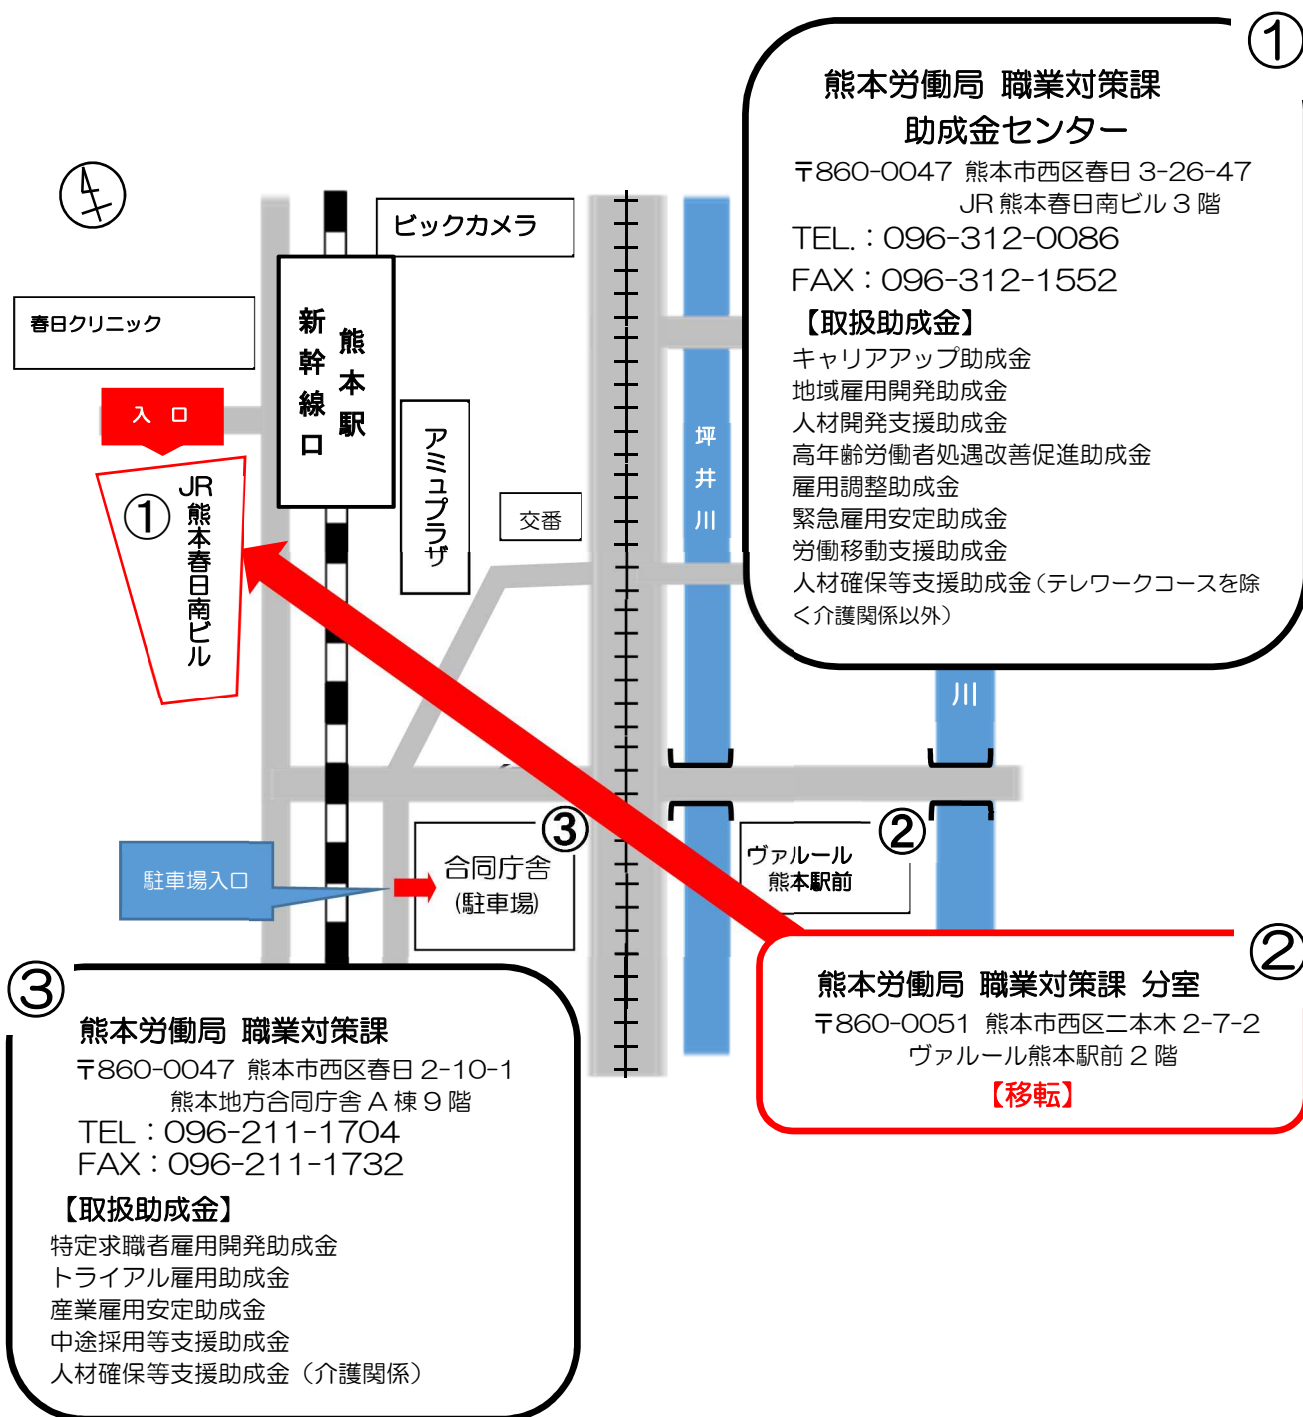 ①
熊本労働局 職業対策課
助成金センター
〒860-0047 熊本市西区春日 3-26-47
JR 熊本春日南ビル 3 階
TEL.：096-312-0086
FAX：096-312-1552
【取扱助成金】
キャリアアップ助成金
地域雇用開発助成金
人材開発支援助成金
高年齢労働者処遇改善促進助成金
雇用調整助成金
緊急雇用安定助成金
労働移動支援助成金
人材確保等支援助成金（テレワークコースを除
く介護関係以外）
ビックカメラ
春日クリニック
熊本駅
新幹線口
入 口
アミュプラザ
坪井川
交番
①
JR熊本春日南ビル
川
③
合同庁舎
(駐車場)
②
ヴァルール
熊本駅前
駐車場入口
②
熊本労働局 職業対策課 分室
〒860-0051 熊本市西区二本木 2-7-2
ヴァルール熊本駅前 2 階
【移転】
③
熊本労働局 職業対策課
〒860-0047 熊本市西区春日 2-10-1
熊本地方合同庁舎 A 棟 9 階
TEL：096-211-1704
FAX：096-211-1732
【取扱助成金】
特定求職者雇用開発助成金
トライアル雇用助成金
産業雇用安定助成金
中途採用等支援助成金
人材確保等支援助成金（介護関係）